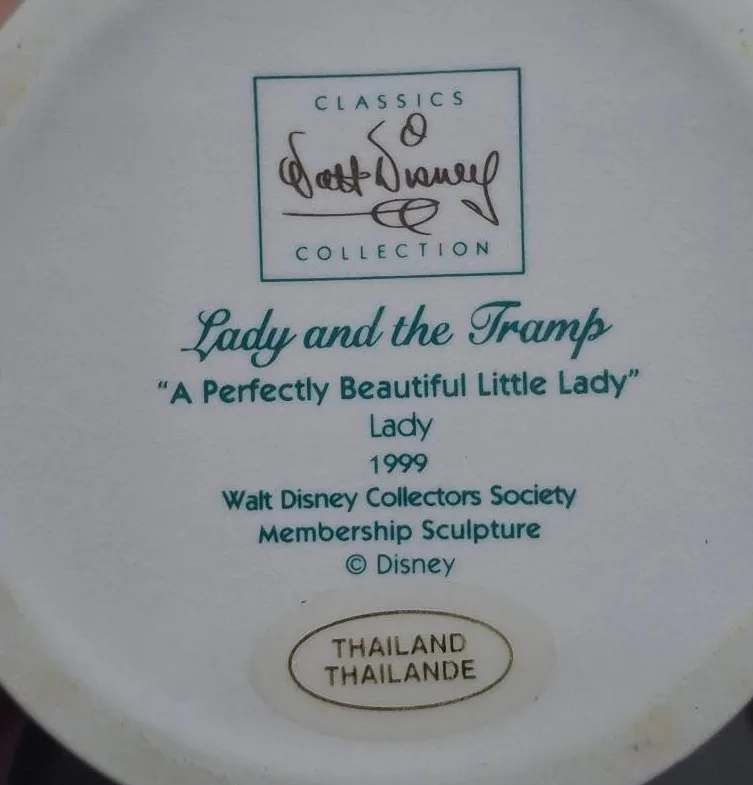 CLASSICS
Walt Disney
COLLECTION
Lady and the Tramp
“A Perfectly Beautiful Little Lady”
Lady
1999
Walt Disney Collectors Society
Membership Sculpture
© Disney
THAILAND
THAILANDE